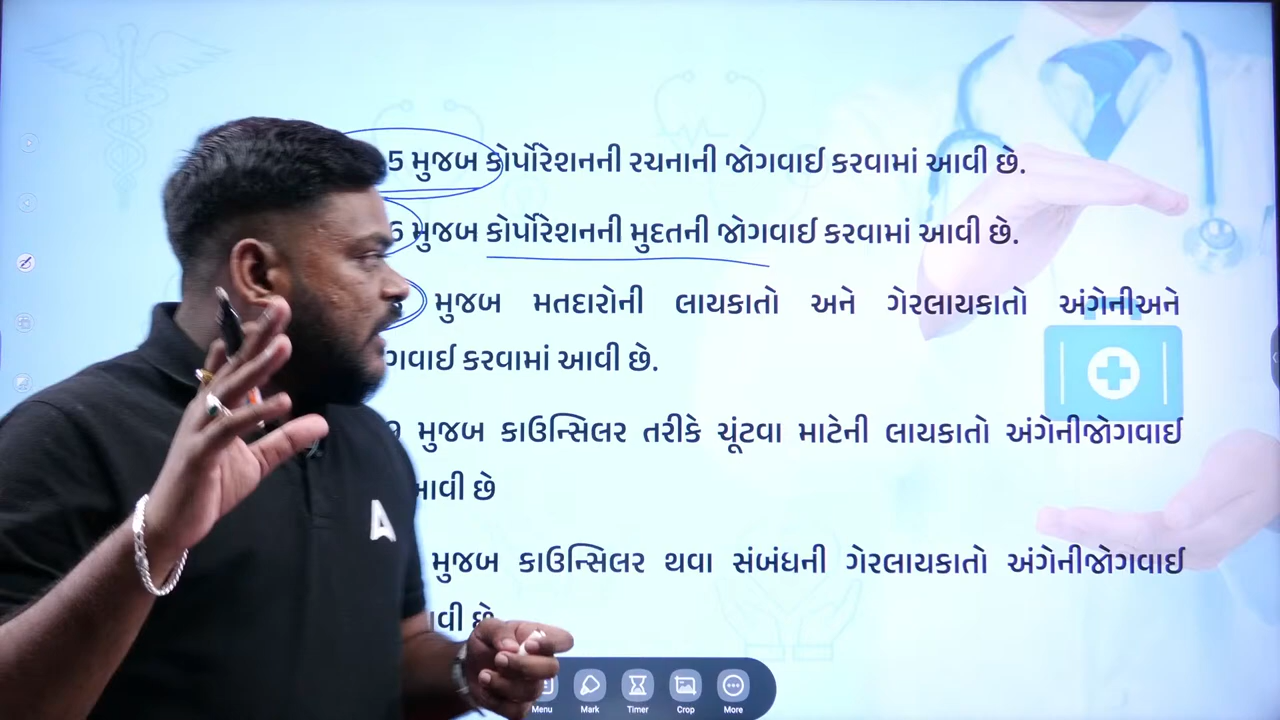 5 મુજબ કોર્પોરેશનની રચનાની જોગવાઈ કરવામાં આવી છે.
6 મુજબ કોર્પોરેશનની મુદતની જોગવાઈ કરવામાં આવી છે.
મુજબ મતદારોની લાયકાતો અને ગેરલાયકાતો અંગેનીઅને
કરવામાં આવી છે.
9 મુજબ કાઉન્સિલર તરીકે ચૂંટવા માટેની લાયકાતો અંગેનીજોગવાઈ
આવી છે
મુજબ કાઉન્સિલર થવા સંબંધની ગેરલાયકાતો અંગેનીજોગવાઈ
છે
A
Menu Mark Timer Crop More